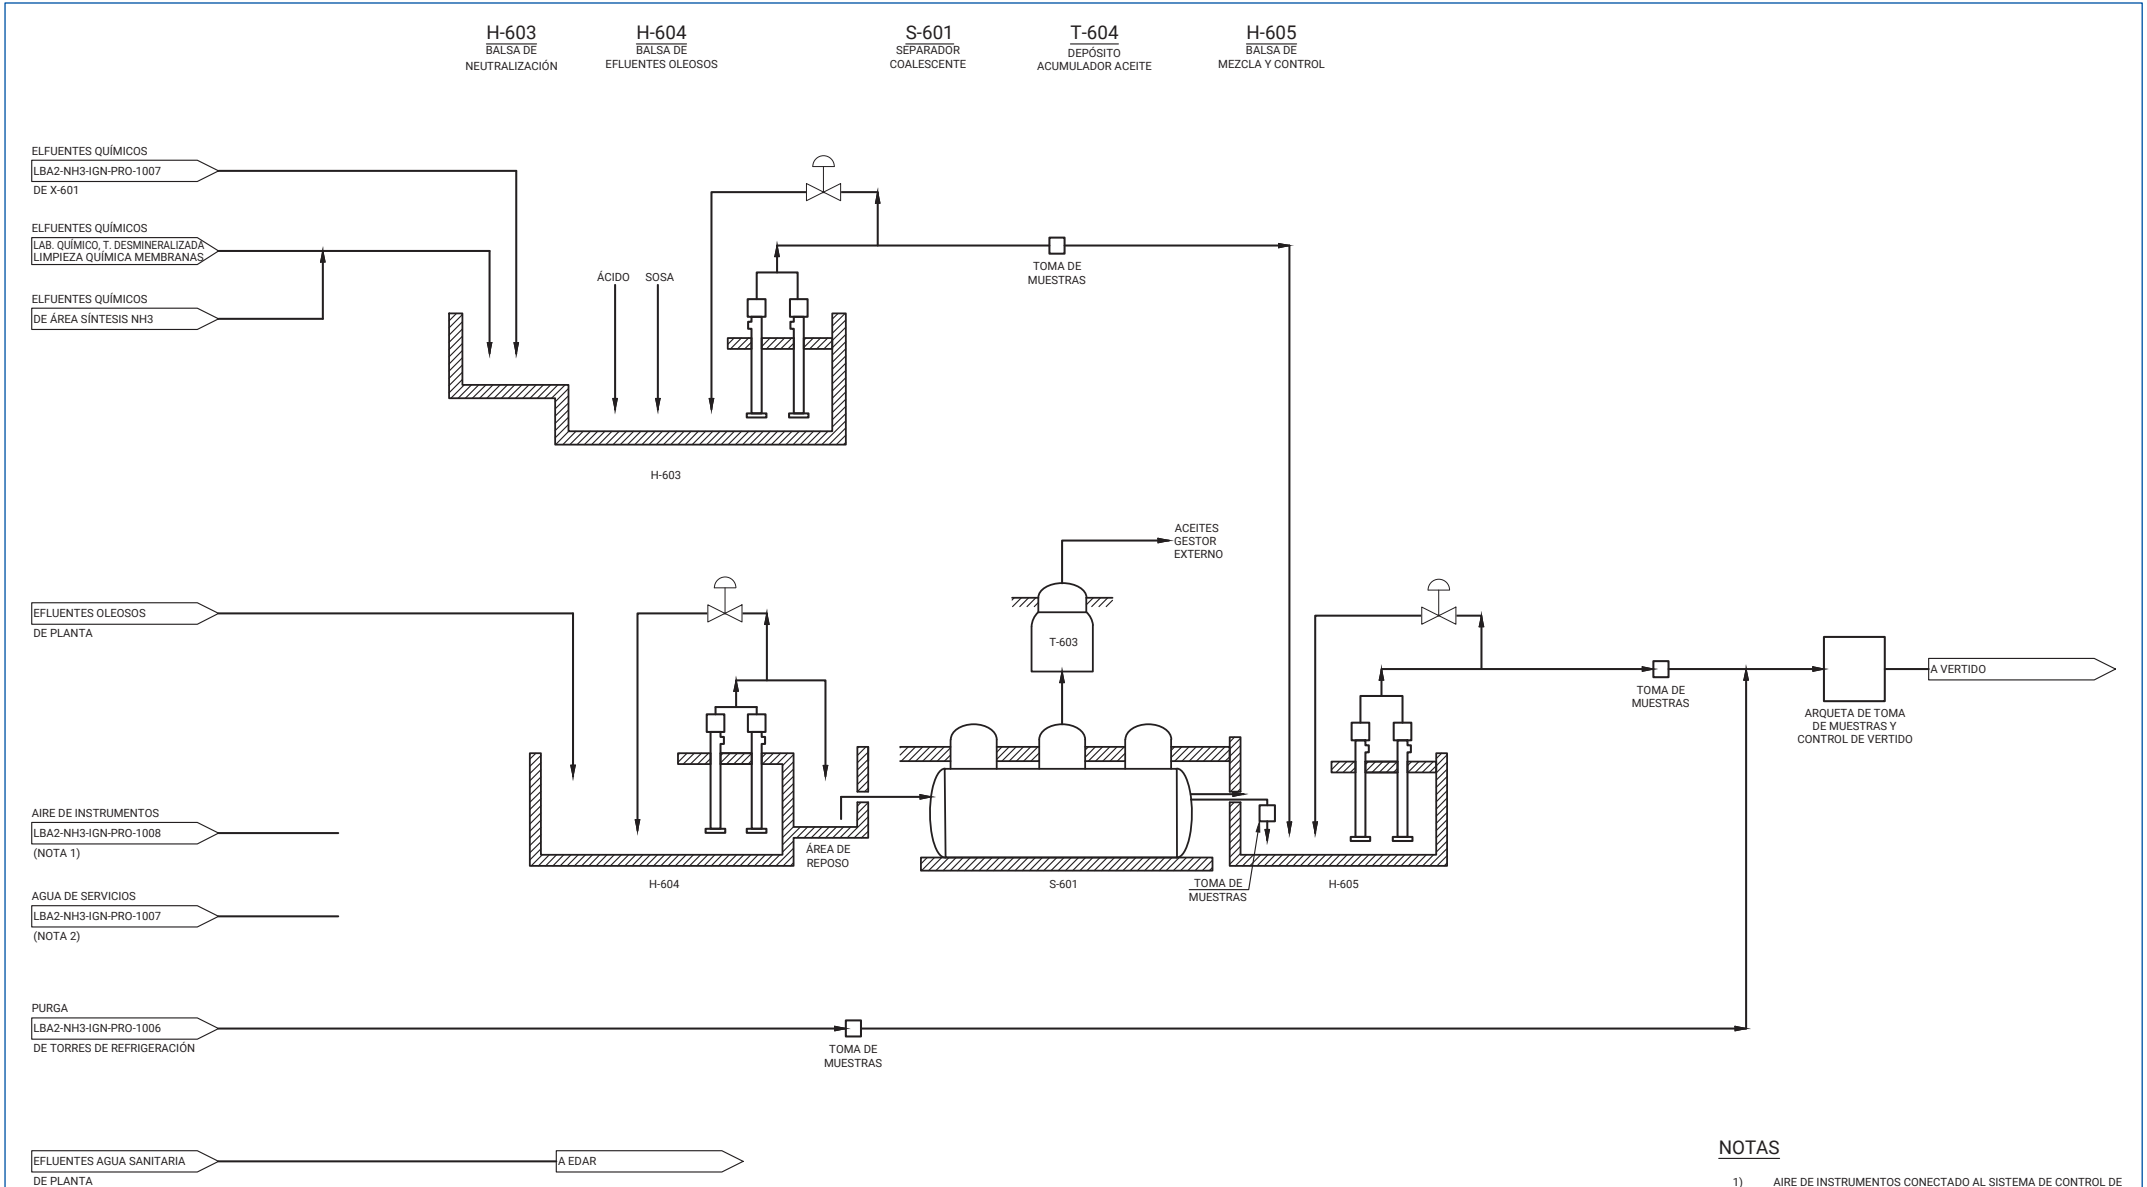 H-603
BALSA DE
NEUTRALIZACIÓN
H-604
BALSA DE
EFLUENTES OLEOSOS
S-601
SEPARADOR
COALESCENTE
T-604
DEPÓSITO
ACUMULADOR ACEITE
H-605
BALSA DE
MEZCLA Y CONTROL
ELFUENTES QUÍMICOS
LBA2-NH3-IGN-PRO-1007
DE X-601
ELFUENTES QUÍMICOS
LAB. QUÍMICO, T. DESMINERALIZADA
LIMPIEZA QUÍMICA MEMBRANAS
ELFUENTES QUÍMICOS
DE ÁREA SÍNTESIS NH3
ÁCIDO
SOSA
TOMA DE
MUESTRAS
H-603
ACEITES
GESTOR
EXTERNO
EFLUENTES OLEOSOS
DE PLANTA
T-603
TOMA DE
MUESTRAS
ARQUETA DE TOMA
DE MUESTRAS Y
CONTROL DE VERTIDO
A VERTIDO
AIRE DE INSTRUMENTOS
LBA2-NH3-IGN-PRO-1008
(NOTA 1)
ÁREA DE
REPOSO
H-604
S-601
TOMA DE
MUESTRAS
H-605
AGUA DE SERVICIOS
LBA2-NH3-IGN-PRO-1007
(NOTA 2)
PURGA
LBA2-NH3-IGN-PRO-1006
DE TORRES DE REFRIGERACIÓN
TOMA DE
MUESTRAS
EFLUENTES AGUA SANITARIA
DE PLANTA
A EDAR
NOTAS
1) AIRE DE INSTRUMENTOS CONECTADO AL SISTEMA DE CONTROL DE